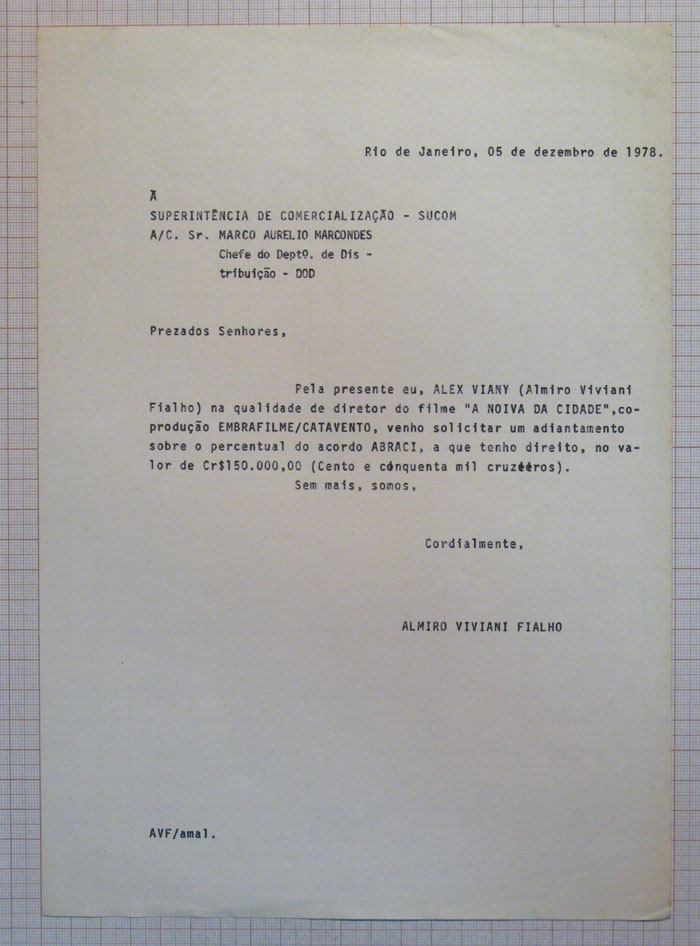 Rio de Janeiro, 05 de dezembro de 1978.
À
SUPERINTÊNCIA DE COMERCIALIZAÇÃO - SUCOM
A/C. Sr. MARCO AURELIO MARCONDES
Chefe do Deptº. de Dis -
tribuição - DOD
Prezados Senhores,
Pela presente eu, ALEX VIANY (Almiro Viviani
Fialho) na qualidade de diretor do filme "A NOIVA DA CIDADE",co-
produção EMBRAFILME/CATAVENTO, venho solicitar um adiantamento
sobre o percentual do acordo ABRACI, a que tenho direito, no va-
lor de Cr$150.000,00 (Cento e cinquenta mil cruzeiros).
Sem mais, somos,
Cordialmente,
ALMIRO VIVIANI FIALHO
AVF/amal.